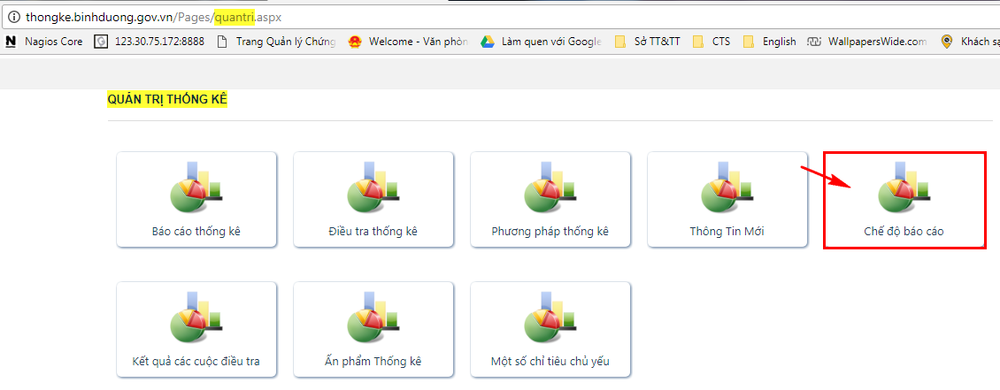 thongke.binhduong.gov.vn/Pages/quantri.aspx
Nagios Core 123.30.75.172:8888 Trang Quản lý Chứng Welcome - Văn phòn Làm quen với Google Sở TT&TT CTS English WallpapersWide.com Khách sạ
QUẢN TRỊ THỐNG KÊ
Báo cáo thống kê Điều tra thống kê Phương pháp thống kê Thông Tin Mới Chế độ báo cáo
Kết quả các cuộc điều tra Ấn phẩm Thống kê Một số chỉ tiêu chủ yếu